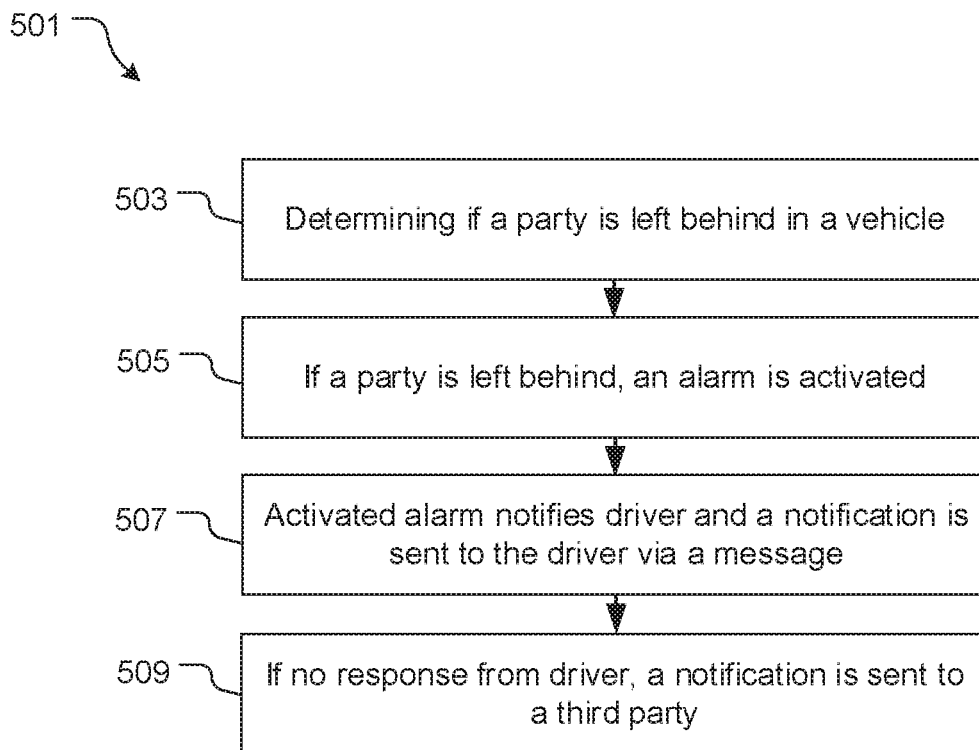 501
503
Determining if a party is left behind in a vehicle
505
If a party is left behind, an alarm is activated
507
Activated alarm notifies driver and a notification is
sent to the driver via a message
509
If no response from driver, a notification is sent to
a third party